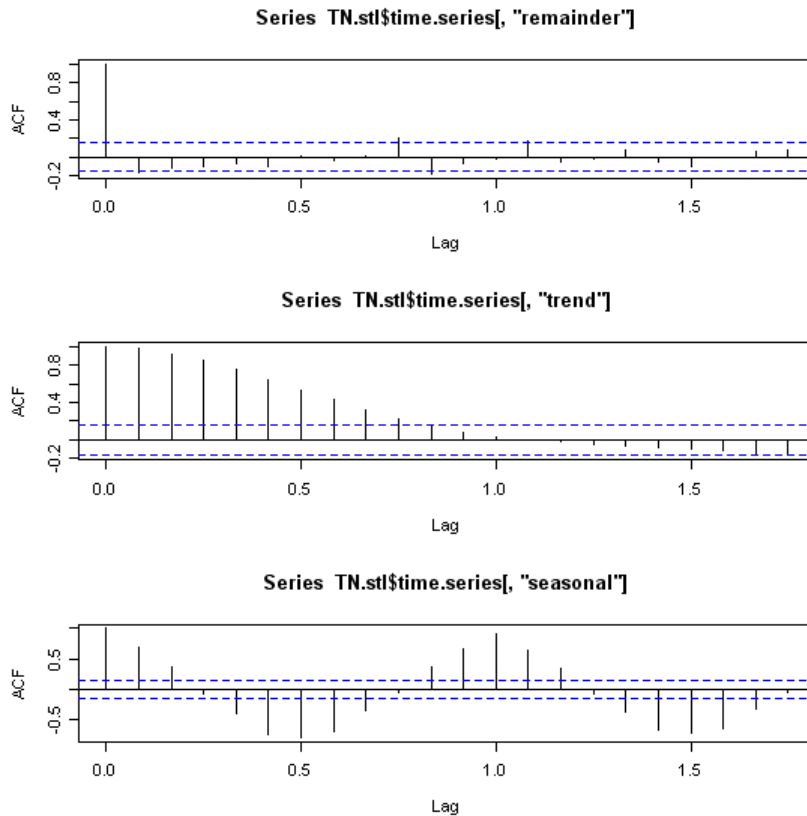 Series TN.stl$time.series[, "remainder"]
ACF
0.8
0.4
-0.2
0.0 0.5 1.0 1.5
Lag
Series TN.stl$time.series[, "trend"]
ACF
0.8
0.4
-0.2
0.0 0.5 1.0 1.5
Lag
Series TN.stl$time.series[, "seasonal"]
ACF
0.5
-0.5
0.0 0.5 1.0 1.5
Lag